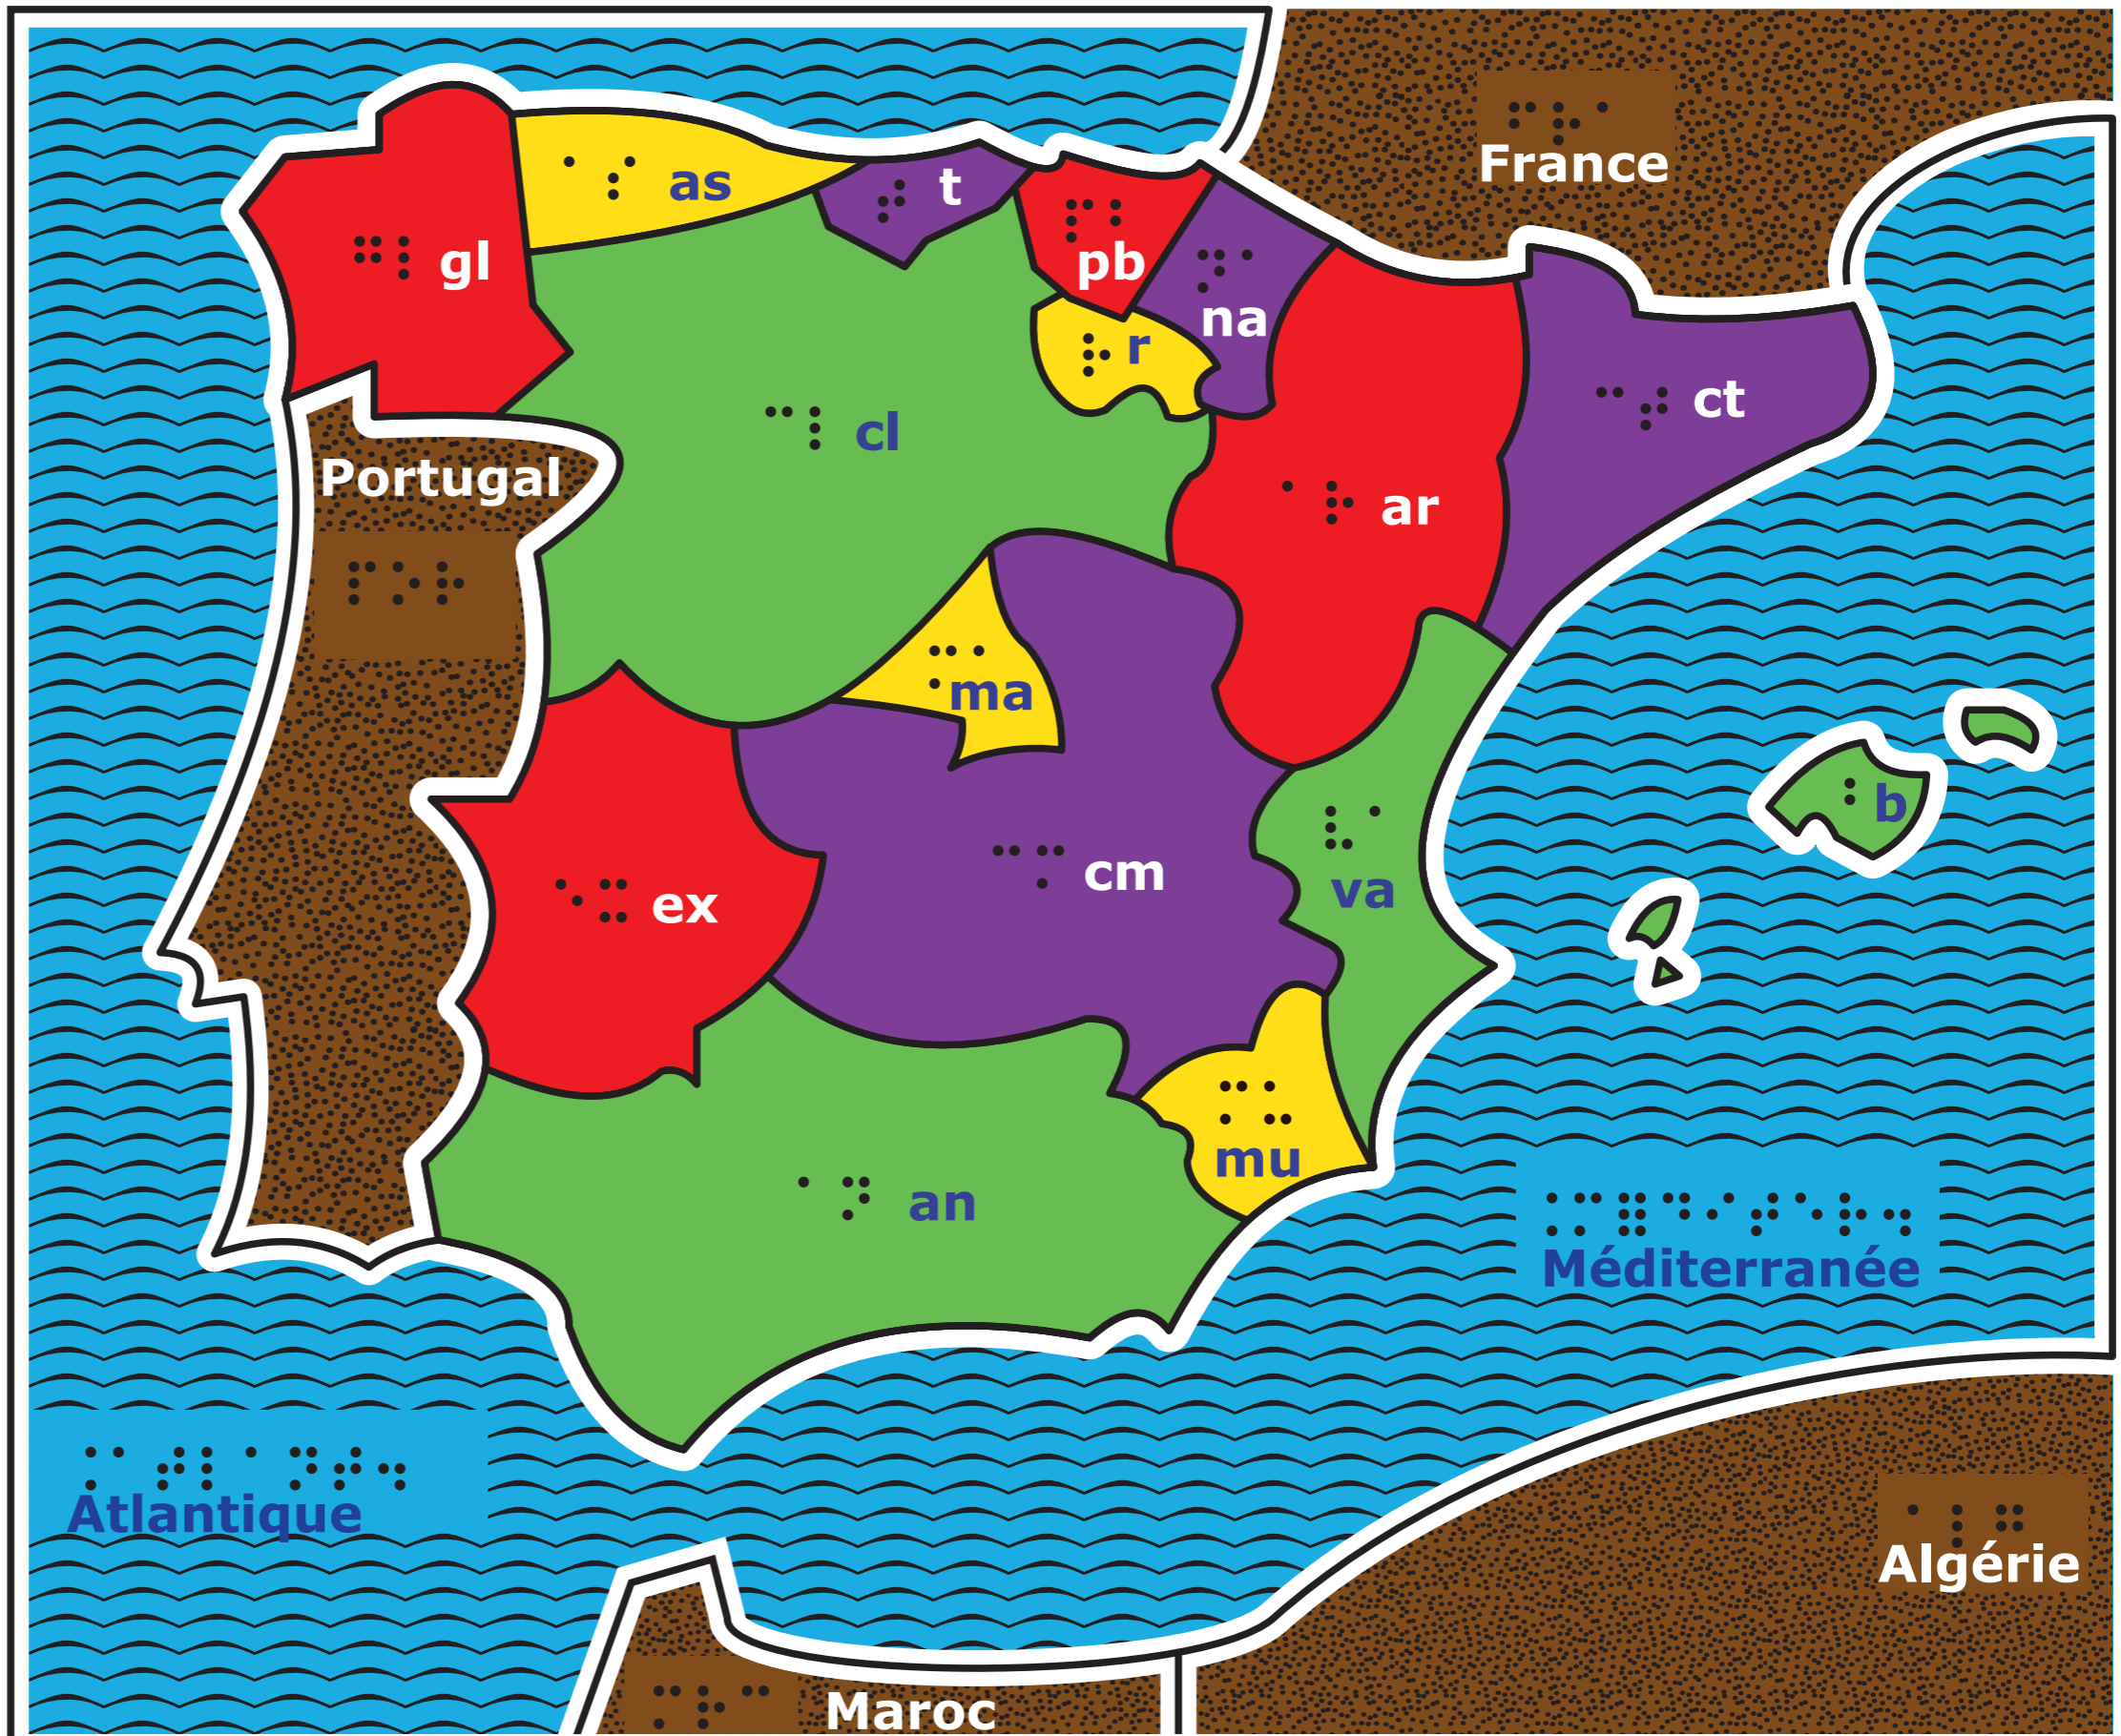 ⠋⠗⠁
France
⠁⠎ as
⠞ t
⠏⠃
pb
⠛⠇ gl
⠝⠁
na
⠗ r
⠉⠞ ct
⠉⠇ cl
Portugal
⠏⠕⠗
⠁⠗ ar
⠍⠁
ma
⠃ b
⠧⠁
va
⠉⠍ cm
⠑⠭ ex
⠍⠥
mu
⠁⠝ an
⠨⠍⠿⠙⠊⠞⠑⠗⠲
Méditerranée
⠨⠁⠞⠇⠁⠝⠞⠲
Atlantique
⠁⠇⠛
Algérie
⠍⠗⠉ Maroc